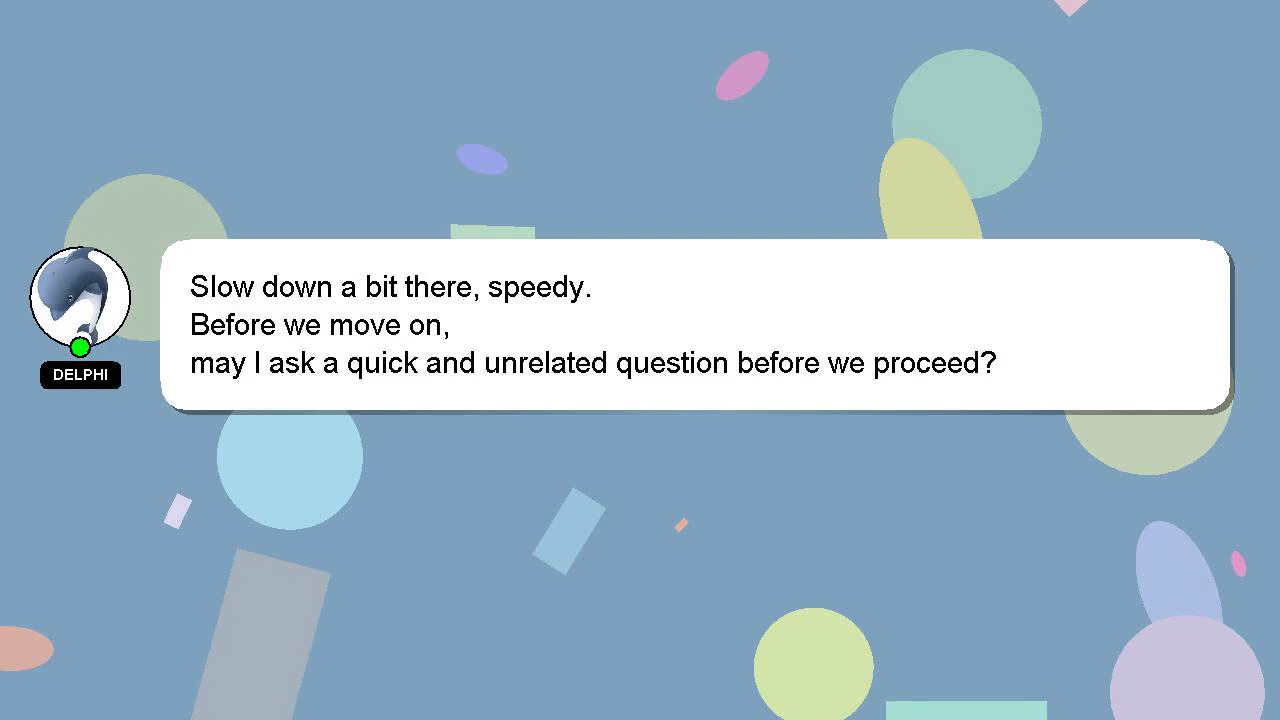 Slow down a bit there, speedy.
Before we move on,
may I ask a quick and unrelated question before we proceed?
DELPHI